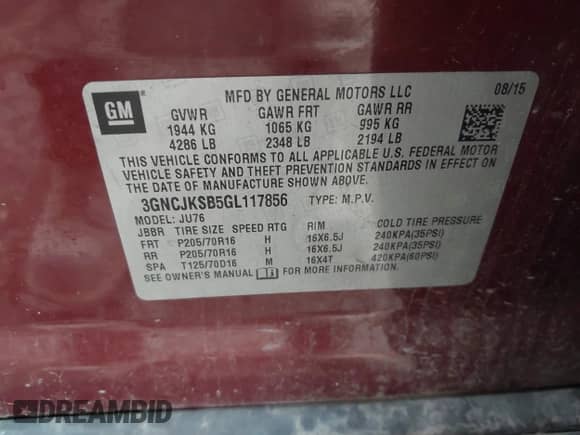 GM
MFD BY GENERAL MOTORS LLC 08/15
GVWR GAWR FRT GAWR RR
1944 KG 1065 KG 995 KG
4286 LB 2348 LB 2194 LB
THIS VEHICLE CONFORMS TO ALL APPLICABLE U.S. FEDERAL MOTOR
VEHICLE SAFETY AND THEFT PREVENTION STANDARDS IN EFFECT ON
THE DATE OF MANUFACTURE SHOWN ABOVE.
3GNCJKSB5GL117856 TYPE: M.P.V.
MODEL: JU76
JBBR TIRE SIZE SPEED RTG RIM COLD TIRE PRESSURE
FRT P205/70R16 H 16X6.5J 240KPA(35PSI)
RR P205/70R16 H 16X6.5J 240KPA(35PSI)
SPA T125/70D16 M 16X4T 420KPA(60PSI)
SEE OWNER'S MANUAL FOR MORE INFORMATION.
DREAMBID